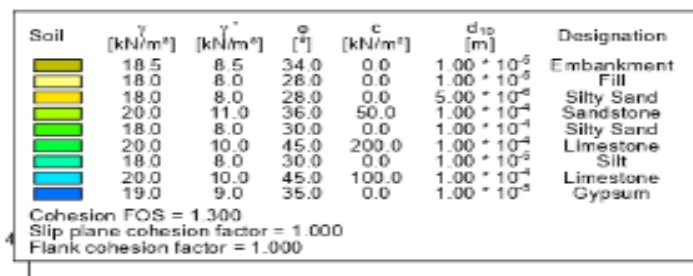 Soil γ [kN/m³] γ' [kN/m³] φ [°] c [kN/m²] d10 [m] Designation
18.5 8.5 34.0 0.0 1.00 * 10-5 Embankment
18.0 8.0 28.0 0.0 1.00 * 10-5 Fill
18.0 8.0 28.0 0.0 5.00 * 10-6 Silty Sand
20.0 11.0 36.0 50.0 1.00 * 10-4 Sandstone
18.0 8.0 30.0 0.0 1.00 * 10-4 Silty Sand
20.0 10.0 45.0 200.0 1.00 * 10-4 Limestone
18.0 8.0 30.0 0.0 1.00 * 10-5 Silt
20.0 10.0 45.0 100.0 1.00 * 10-4 Limestone
19.0 9.0 35.0 0.0 Gypsum
Cohesion FOS = 1.300
Slip plane cohesion factor = 1.000
Flank cohesion factor = 1.000